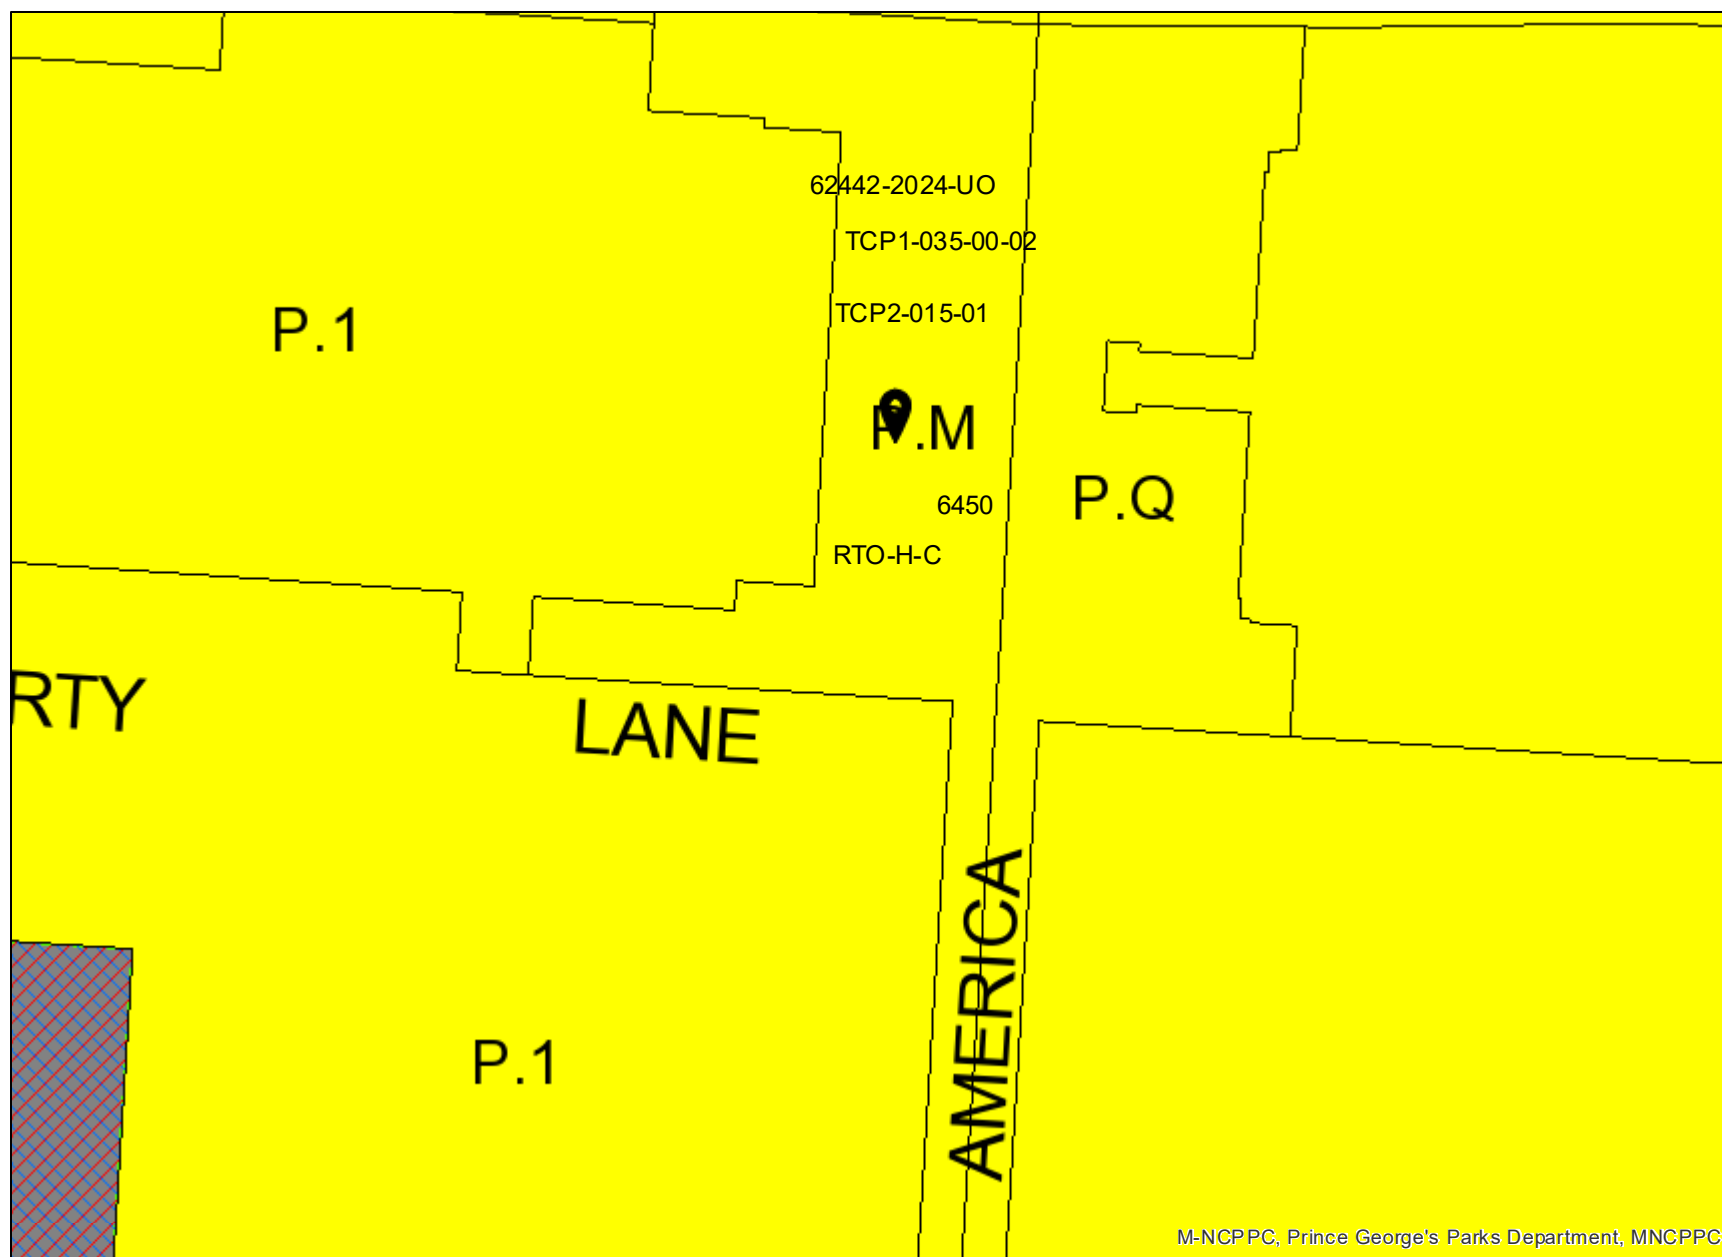 62442-2024-UO
TCP1-035-00-02
TCP2-015-01
P.1
P.M
P.Q
6450
RTO-H-C
RTY
LANE
AMERICA
P.1
M-NCPPC, Prince George's Parks Department, MNCPPC